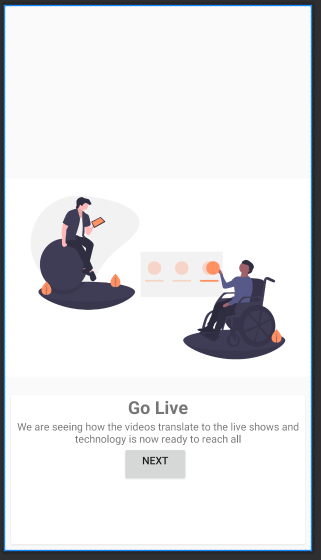 Go Live
We are seeing how the videos translate to the live shows and
technology is now ready to reach all
NEXT